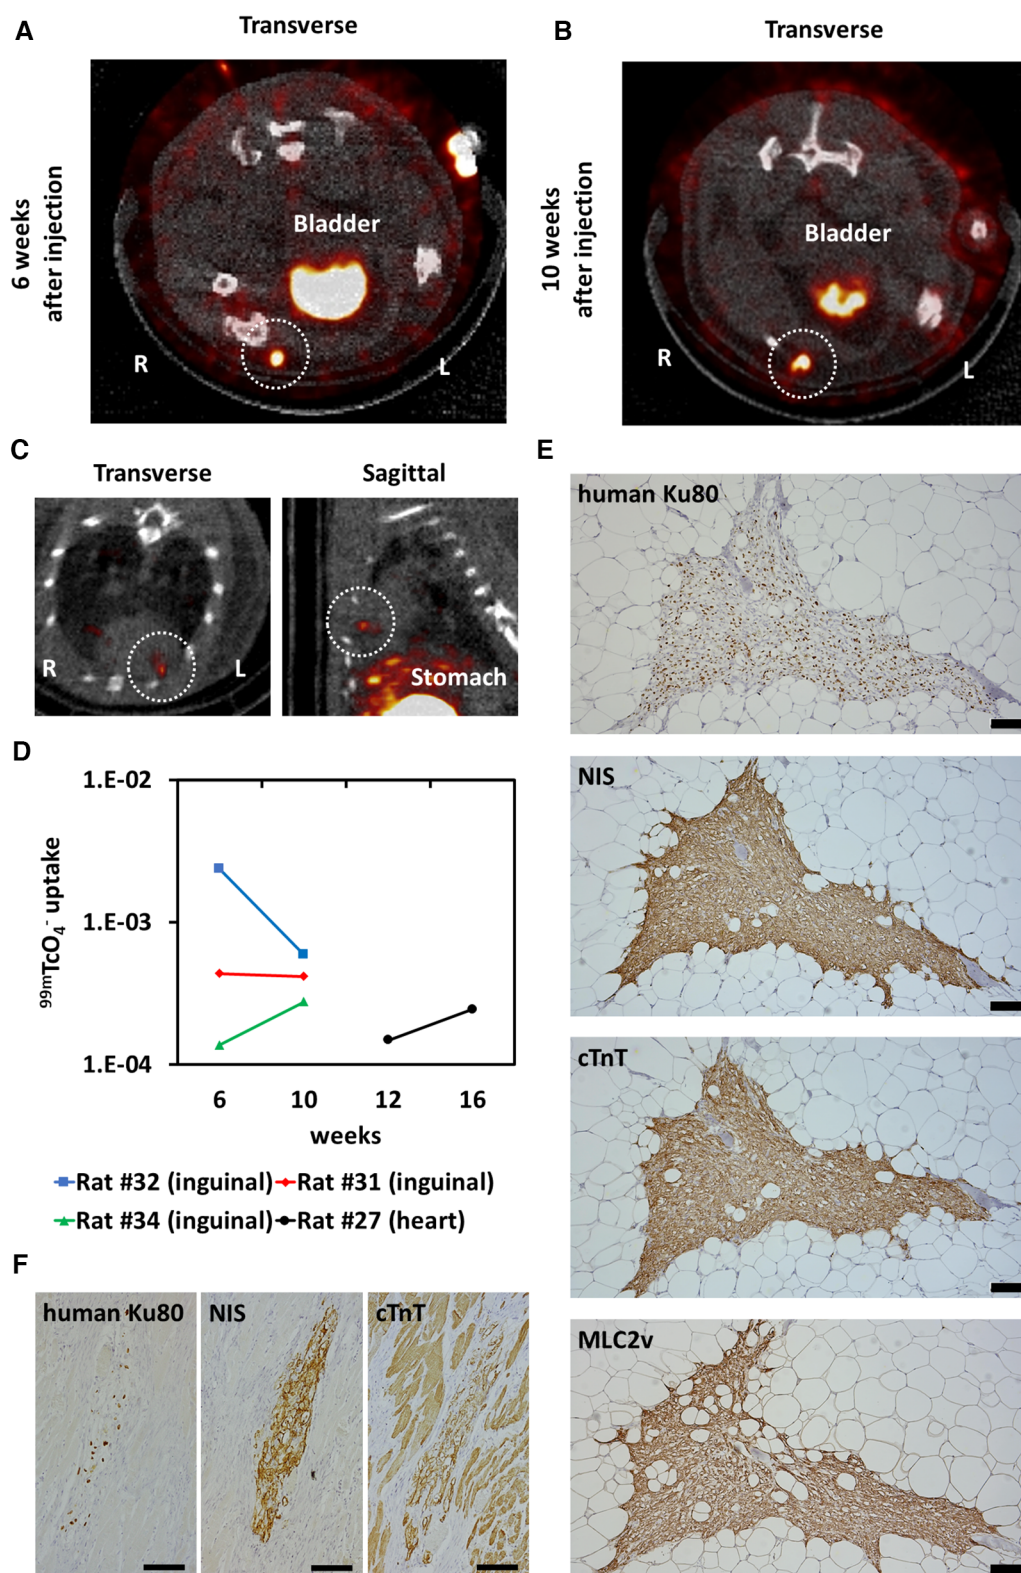 A
Transverse
6 weeks
after injection
Bladder
R
L
B
Transverse
10 weeks
after injection
Bladder
R
L
C
Transverse
R
L
Sagittal
Stomach
D
1.E-02
1.E-03
1.E-04
99mTcO4- uptake
6 10 12 16
weeks
Rat #32 (inguinal) Rat #31 (inguinal)
Rat #34 (inguinal) Rat #27 (heart)
E
human Ku80
NIS
cTnT
MLC2v
F
human Ku80
NIS
cTnT